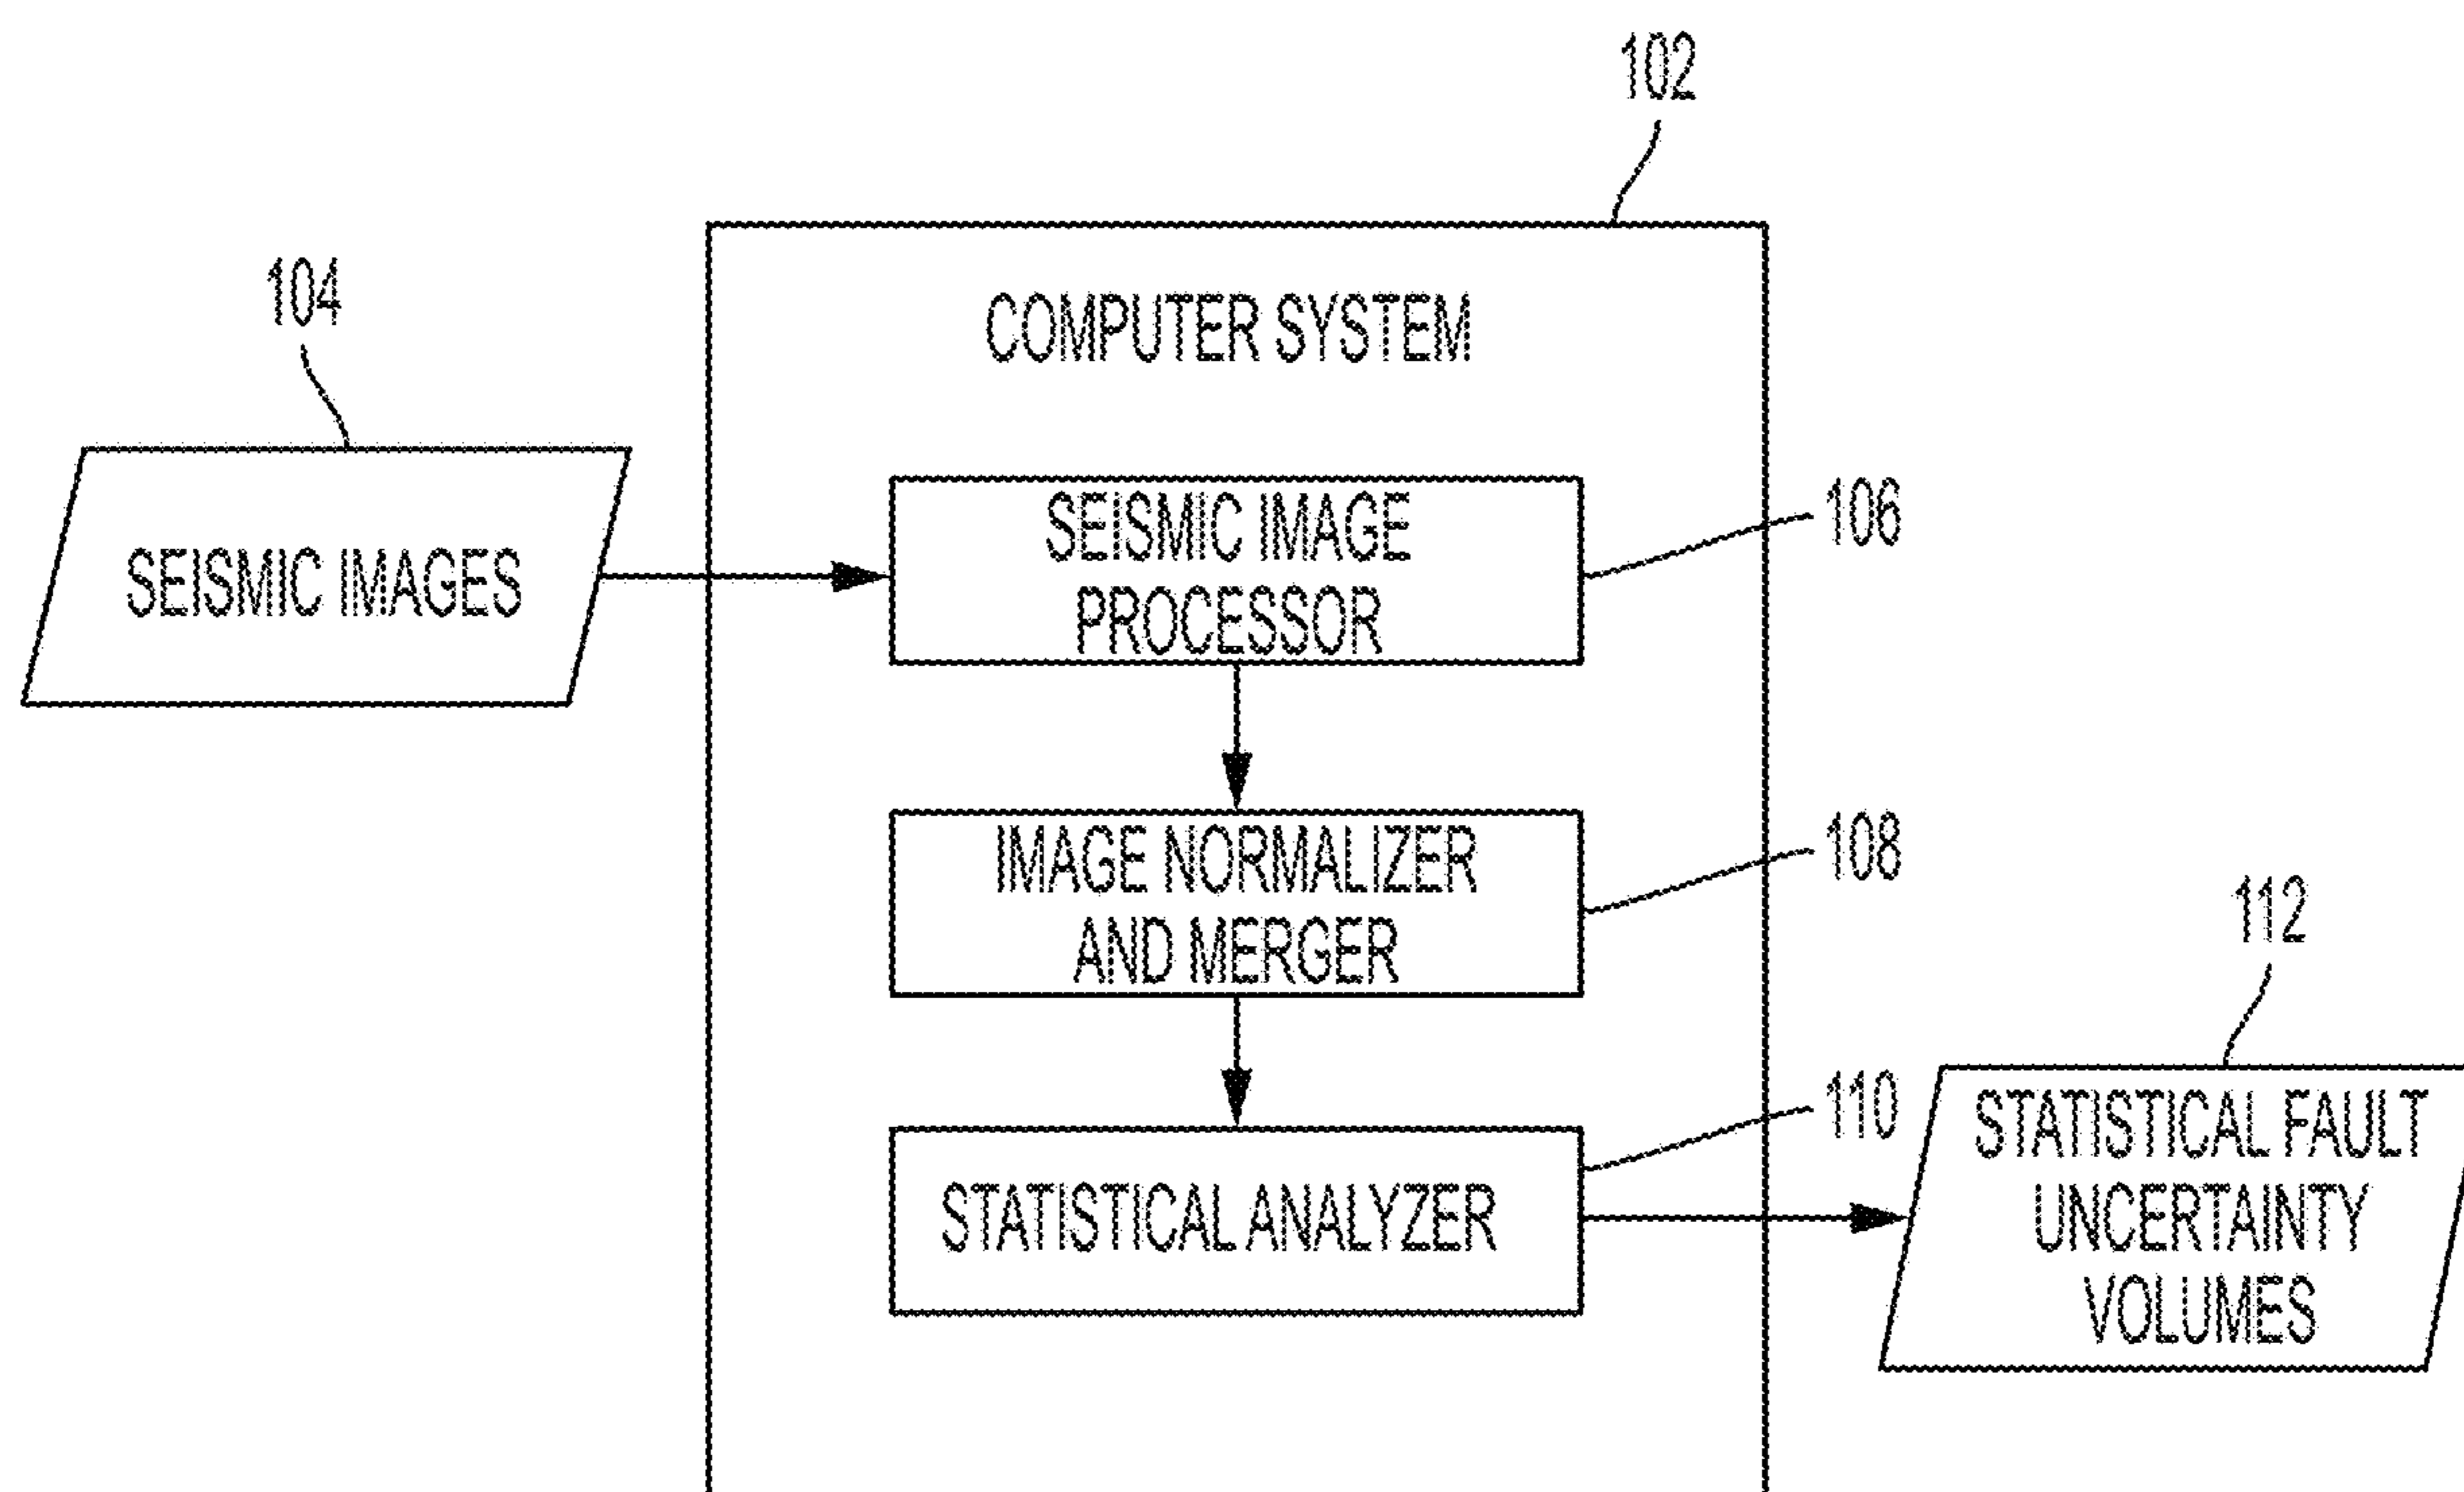 102
104
COMPUTER SYSTEM
SEISMIC IMAGES
SEISMIC IMAGE
PROCESSOR
106
IMAGE NORMALIZER
AND MERGER
108
112
STATISTICAL ANALYZER
110
STATISTICAL FAULT
UNCERTAINTY
VOLUMES